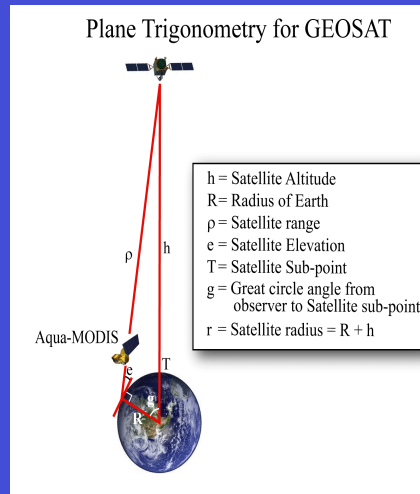 Plane Trigonometry for GEOSAT
h = Satellite Altitude
R= Radius of Earth
ρ = Satellite range
e = Satellite Elevation
T= Satellite Sub-point
g = Great circle angle from
observer to Satellite sub-point
r = Satellite radius = R + h
ρ
h
Aqua-MODIS
e
T
g
R